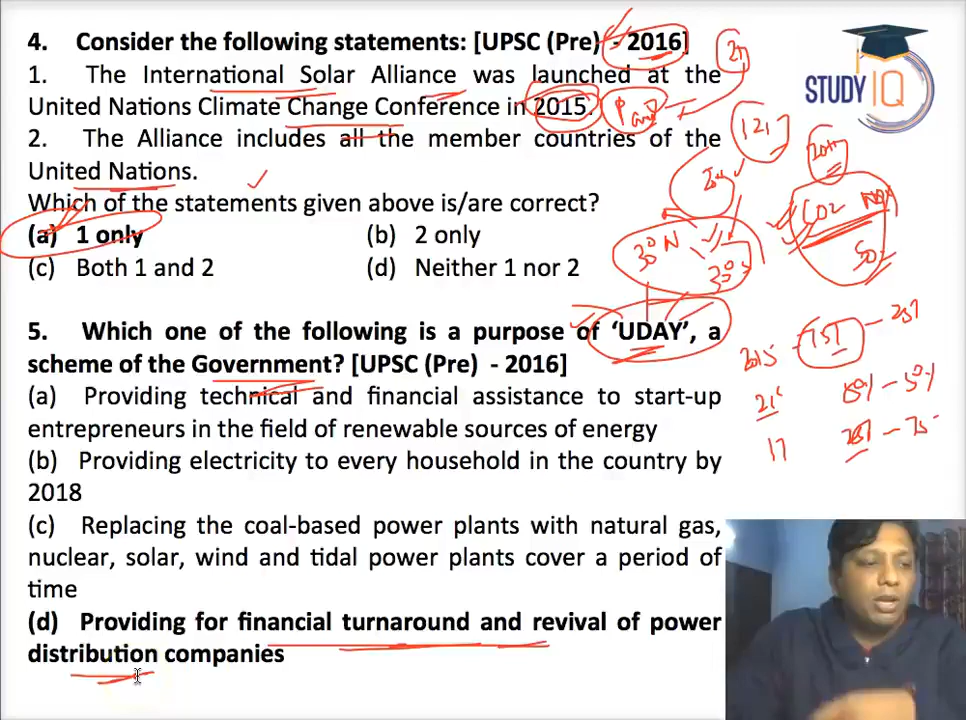 4. Consider the following statements: [UPSC (Pre) - 2016]
1. The International Solar Alliance was launched at the
United Nations Climate Change Conference in 2015.
2. The Alliance includes all the member countries of the
United Nations.
Which of the statements given above is/are correct?
(a) 1 only (b) 2 only
(c) Both 1 and 2 (d) Neither 1 nor 2
5. Which one of the following is a purpose of ‘UDAY’, a
scheme of the Government? [UPSC (Pre) - 2016]
(a) Providing technical and financial assistance to start-up
entrepreneurs in the field of renewable sources of energy
(b) Providing electricity to every household in the country by
2018
(c) Replacing the coal-based power plants with natural gas,
nuclear, solar, wind and tidal power plants cover a period of
time
(d) Providing for financial turnaround and revival of power
distribution companies
STUDY IQ
21
121
CO2
30 N
2015 - 75% - 25%